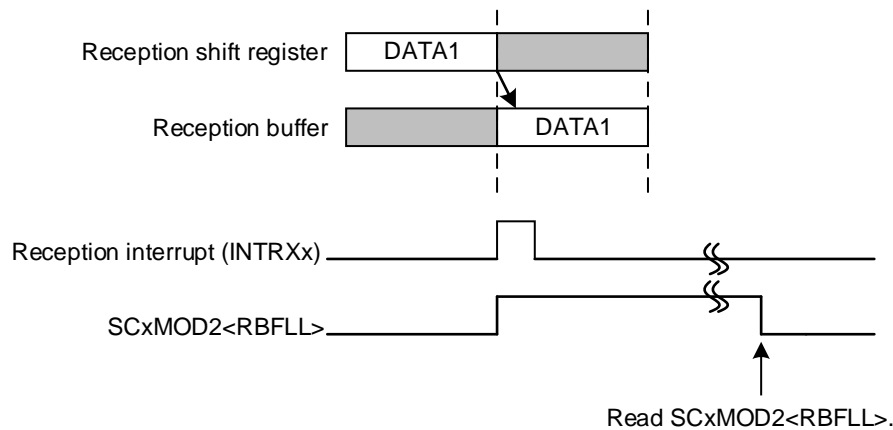 Reception shift register DATA1
Reception buffer DATA1
Reception interrupt (INTRXx)
SCxMOD2<RBFLL>
Read SCxMOD2<RBFLL>.